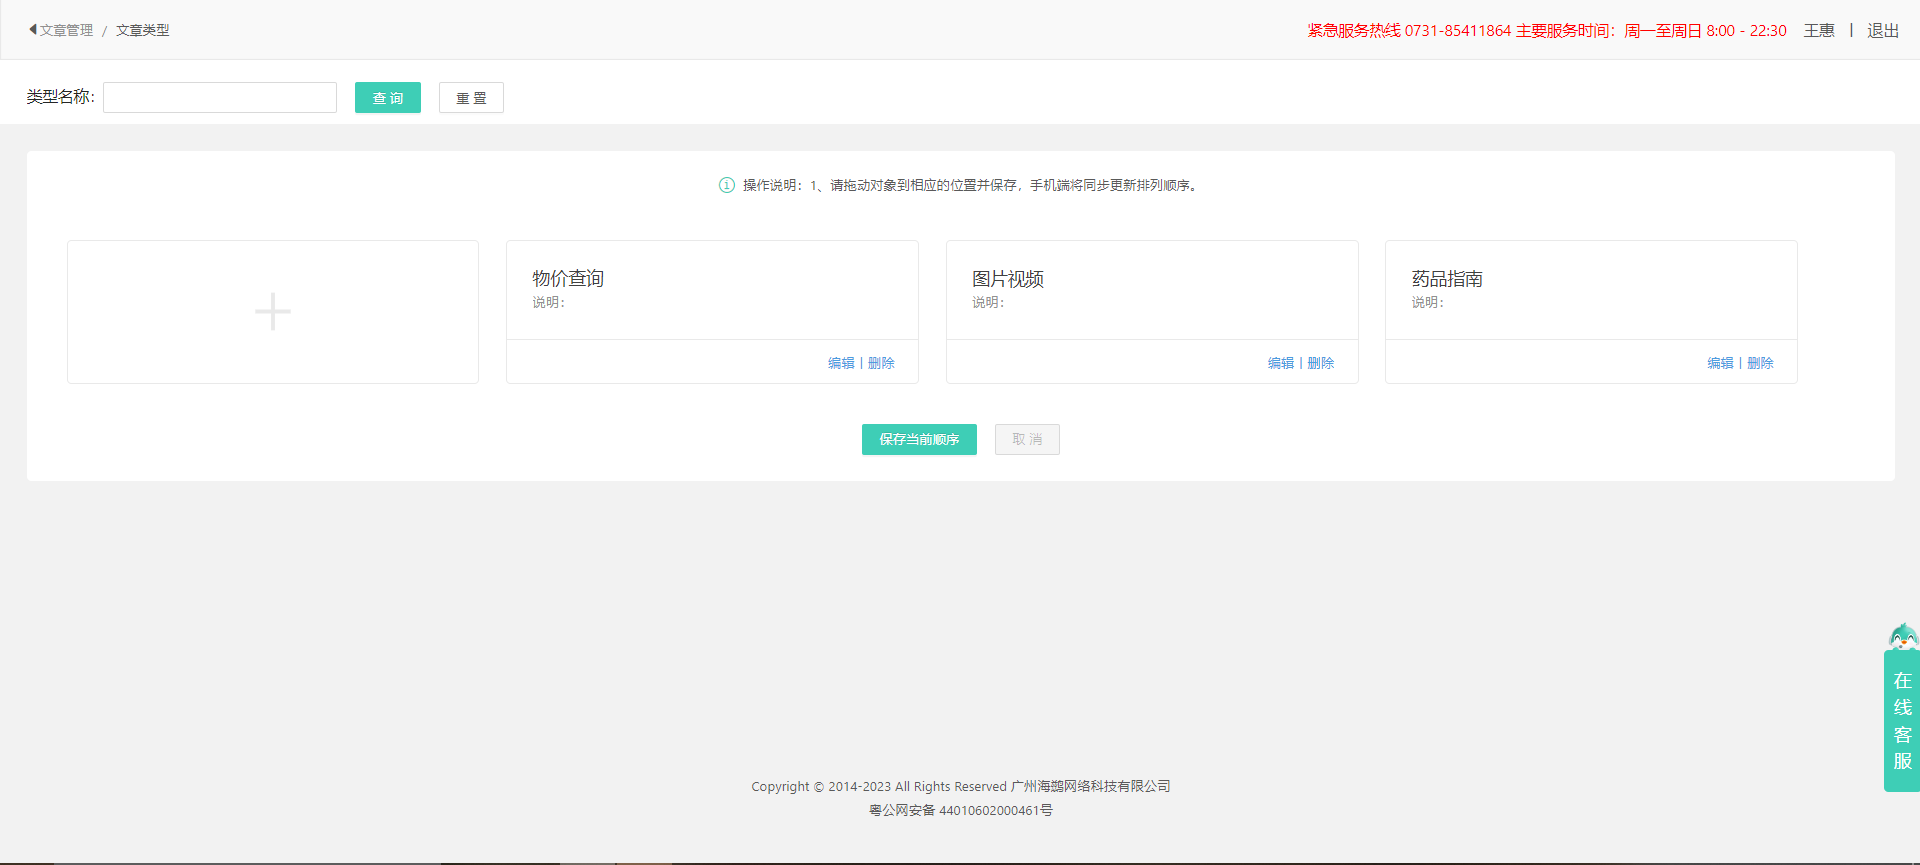 文章管理 / 文章类型
紧急服务热线 0731-85411864 主要服务时间：周一至周日 8:00 - 22:30 王惠 | 退出
类型名称：
查 询 重 置
操作说明：1、请拖动对象到相应的位置并保存，手机端将同步更新排列顺序。
物价查询
说明：
编辑 | 删除
图片视频
说明：
编辑 | 删除
药品指南
说明：
编辑 | 删除
保存当前顺序 取 消
在线客服
Copyright © 2014-2023 All Rights Reserved 广州海鹚网络科技有限公司
粤公网安备 44010602000461号